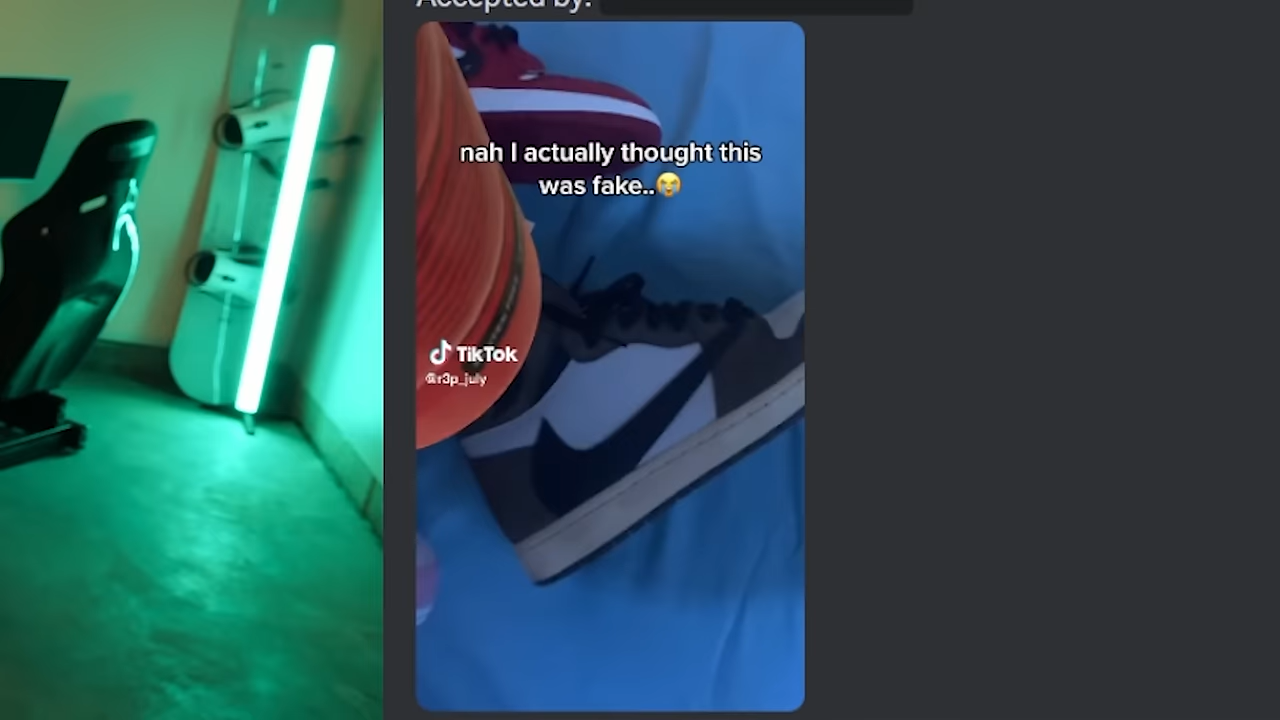 Accepted by:
nah I actually thought this
was fake..😭
TikTok
@r3p_july